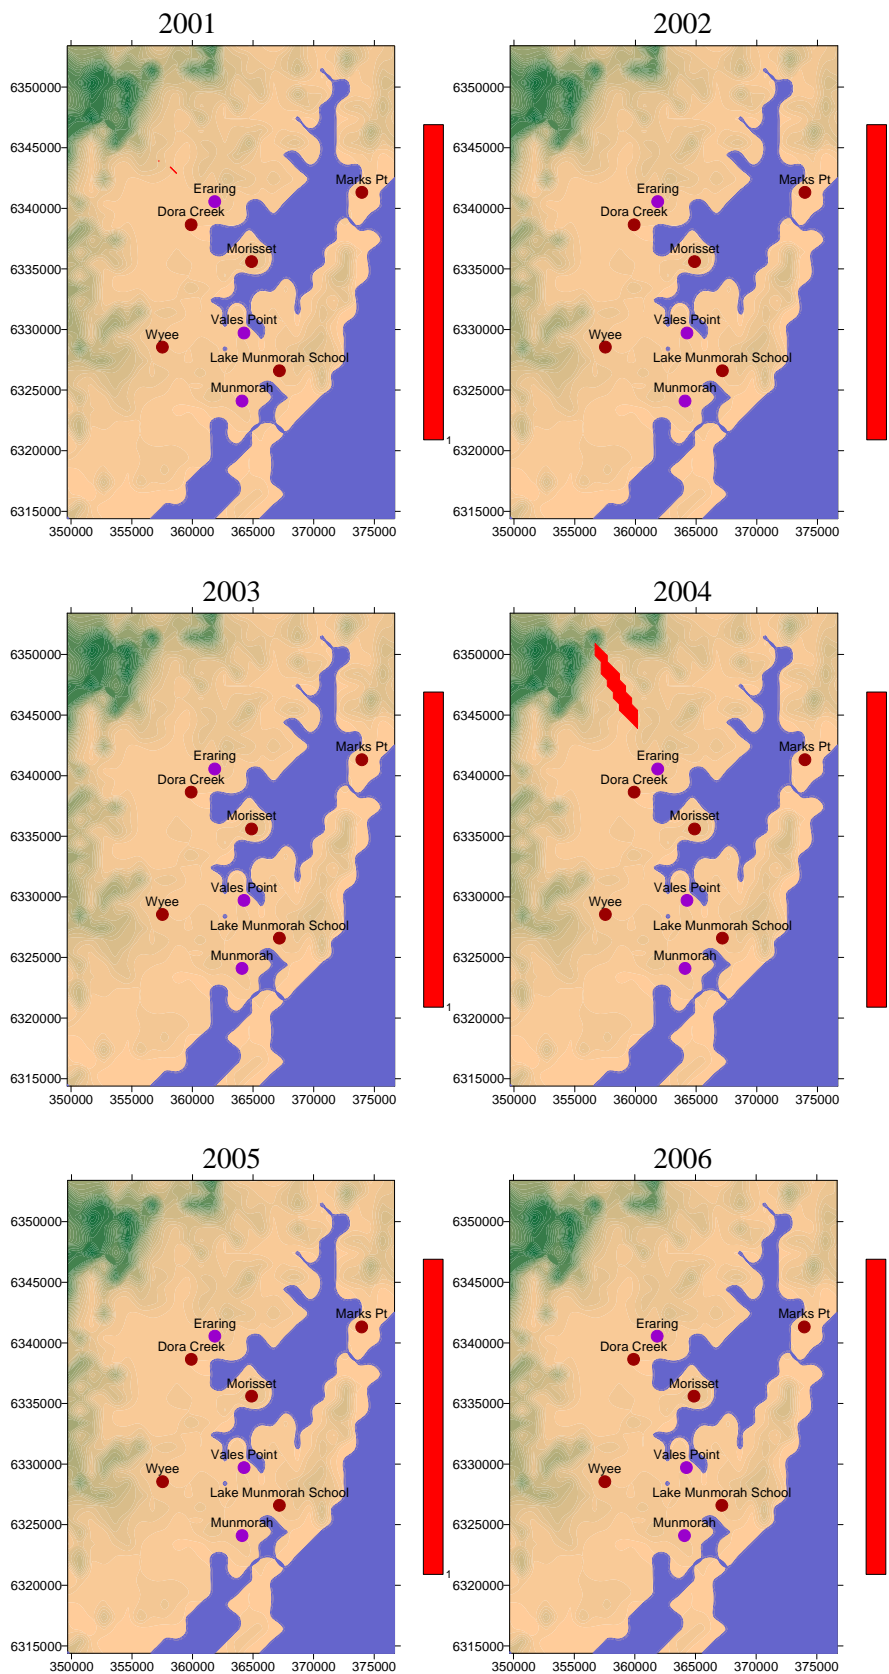 2001 2002
6350000 6350000
6345000 6345000
Marks Pt Marks Pt
Eraring Eraring
6340000 6340000
Dora Creek Dora Creek
Morisset Morisset
6335000 6335000
6330000 Vales Point 6330000 Vales Point
Wyee Wyee
Lake Munmorah School Lake Munmorah School
6325000 Munmorah 6325000 Munmorah
1
6320000 6320000
6315000 6315000
350000 355000 360000 365000 370000 375000 350000 355000 360000 365000 370000 375000
2003 2004
6350000 6350000
6345000 6345000
Marks Pt Marks Pt
Eraring Eraring
6340000 6340000
Dora Creek Dora Creek
Morisset Morisset
6335000 6335000
6330000 Vales Point 6330000 Vales Point
Wyee Wyee
Lake Munmorah School Lake Munmorah School
6325000 Munmorah 6325000 Munmorah
1
6320000 6320000
6315000 6315000
350000 355000 360000 365000 370000 375000 350000 355000 360000 365000 370000 375000
2005 2006
6350000 6350000
6345000 6345000
Marks Pt Marks Pt
Eraring Eraring
6340000 6340000
Dora Creek Dora Creek
Morisset Morisset
6335000 6335000
6330000 Vales Point 6330000 Vales Point
Wyee Wyee
Lake Munmorah School Lake Munmorah School
6325000 Munmorah 6325000 Munmorah
1
6320000 6320000
6315000 6315000
350000 355000 360000 365000 370000 375000 350000 355000 360000 365000 370000 375000